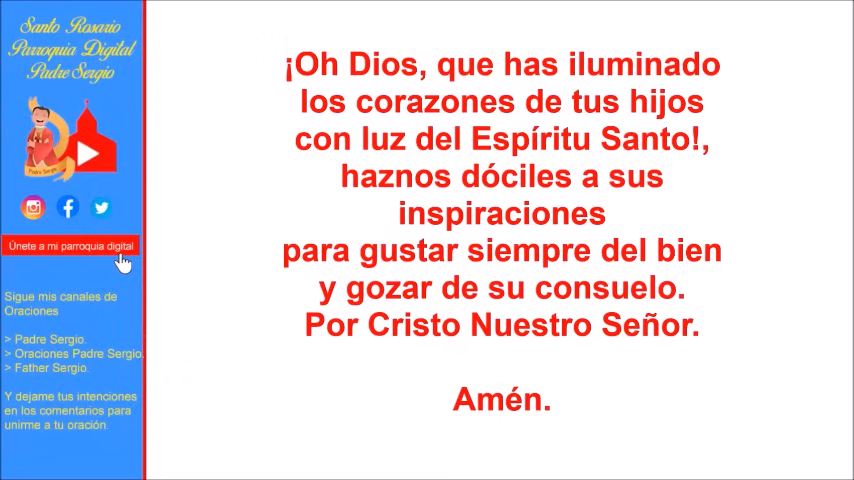 Santo Rosario
Parroquia Digital
Padre Sergio
Padre Sergio
Únete a mi parroquia digital
Sigue mis canales de
Oraciones
> Padre Sergio.
> Oraciones Padre Sergio.
> Father Sergio.
Y dejame tus intenciones
en los comentarios para
unirme a tu oración.
¡Oh Dios, que has iluminado
los corazones de tus hijos
con luz del Espíritu Santo!,
haznos dóciles a sus
inspiraciones
para gustar siempre del bien
y gozar de su consuelo.
Por Cristo Nuestro Señor.
Amén.